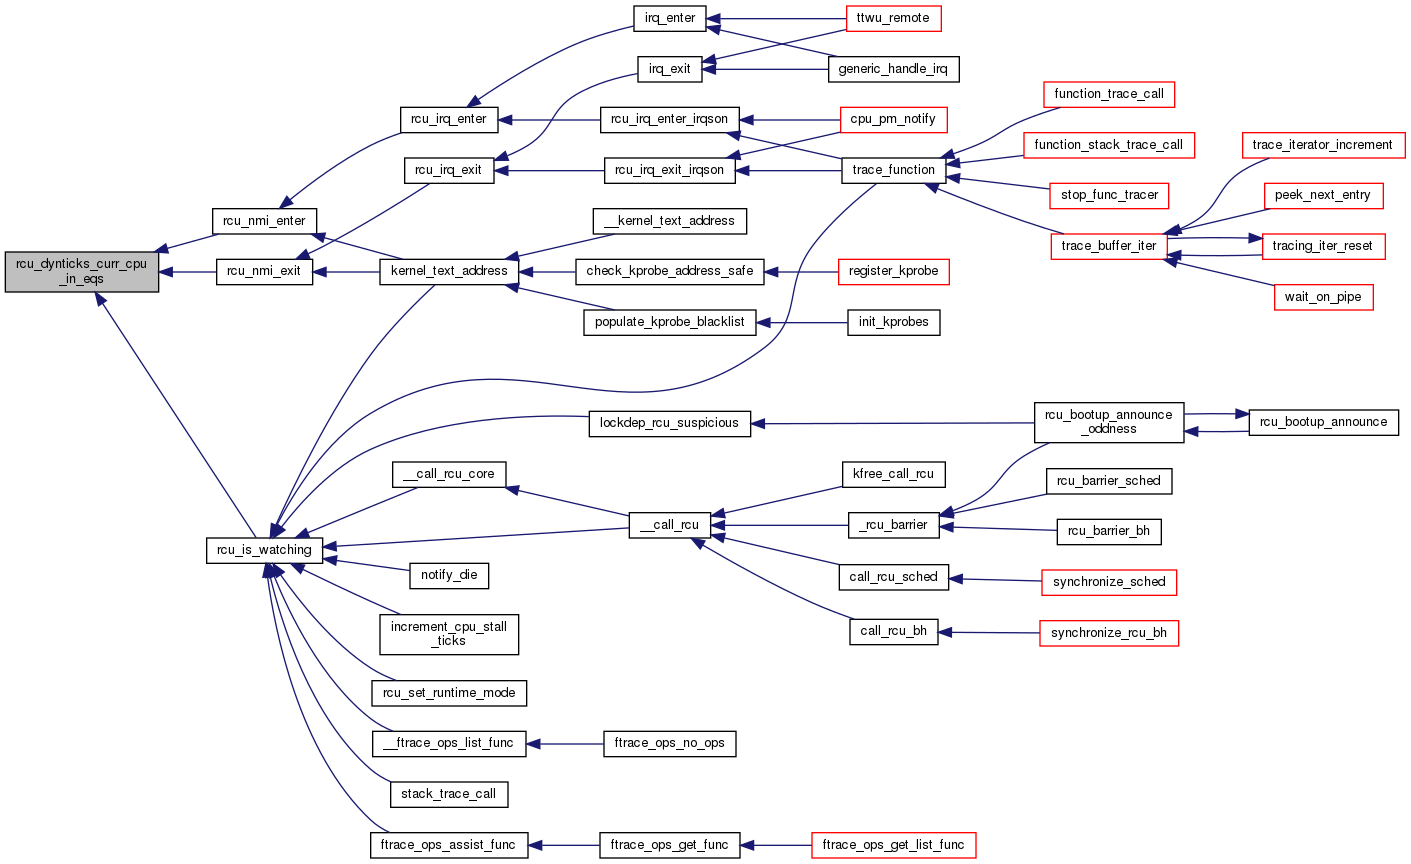 irq_enter
ttwu_remote
irq_exit
generic_handle_irq
function_trace_call
rcu_irq_enter
rcu_irq_enter_irqson
cpu_pm_notify
function_stack_trace_call
trace_iterator_increment
rcu_irq_exit
rcu_irq_exit_irqson
trace_function
stop_func_tracer
peek_next_entry
rcu_nmi_enter
__kernel_text_address
trace_buffer_iter
tracing_iter_reset
rcu_dynticks_curr_cpu
_in_eqs
rcu_nmi_exit
kernel_text_address
check_kprobe_address_safe
register_kprobe
wait_on_pipe
populate_kprobe_blacklist
init_kprobes
lockdep_rcu_suspicious
rcu_bootup_announce
_oddness
rcu_bootup_announce
__call_rcu_core
kfree_call_rcu
rcu_barrier_sched
__call_rcu
_rcu_barrier
rcu_barrier_bh
rcu_is_watching
notify_die
call_rcu_sched
synchronize_sched
increment_cpu_stall
_ticks
call_rcu_bh
synchronize_rcu_bh
rcu_set_runtime_mode
__ftrace_ops_list_func
ftrace_ops_no_ops
stack_trace_call
ftrace_ops_assist_func
ftrace_ops_get_func
ftrace_ops_get_list_func